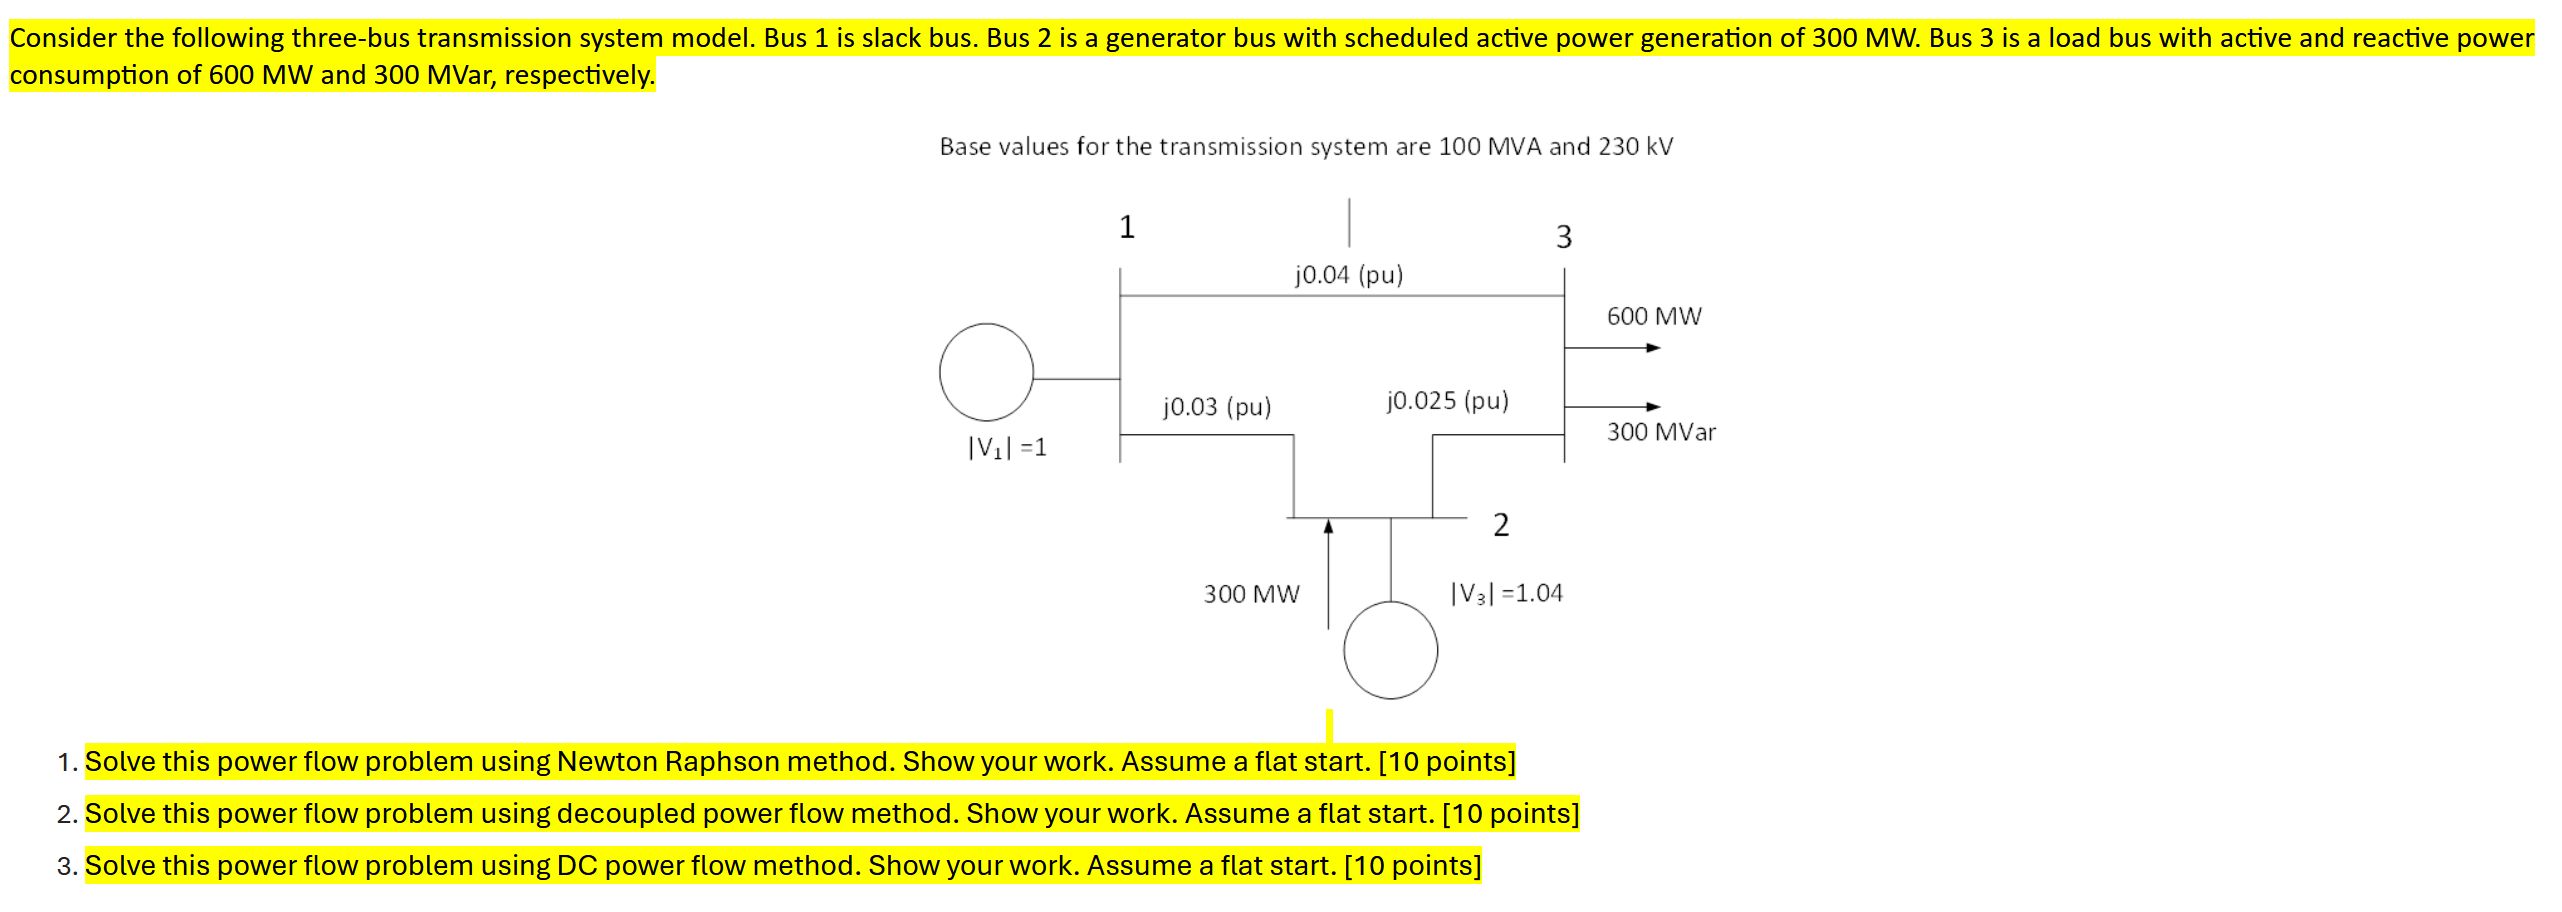 Consider the following three-bus transmission system model. Bus 1 is slack bus. Bus 2 is a generator bus with scheduled active power generation of 300 MW. Bus 3 is a load bus with active and reactive power
consumption of 600 MW and 300 MVar, respectively.
Base values for the transmission system are 100 MVA and 230 kV
1
3
j0.04 (pu)
600 MW
j0.03 (pu)
j0.025 (pu)
300 MVar
|V₁| =1
2
300 MW
|V₃| =1.04
1. Solve this power flow problem using Newton Raphson method. Show your work. Assume a flat start. [10 points]
2. Solve this power flow problem using decoupled power flow method. Show your work. Assume a flat start. [10 points]
3. Solve this power flow problem using DC power flow method. Show your work. Assume a flat start. [10 points]